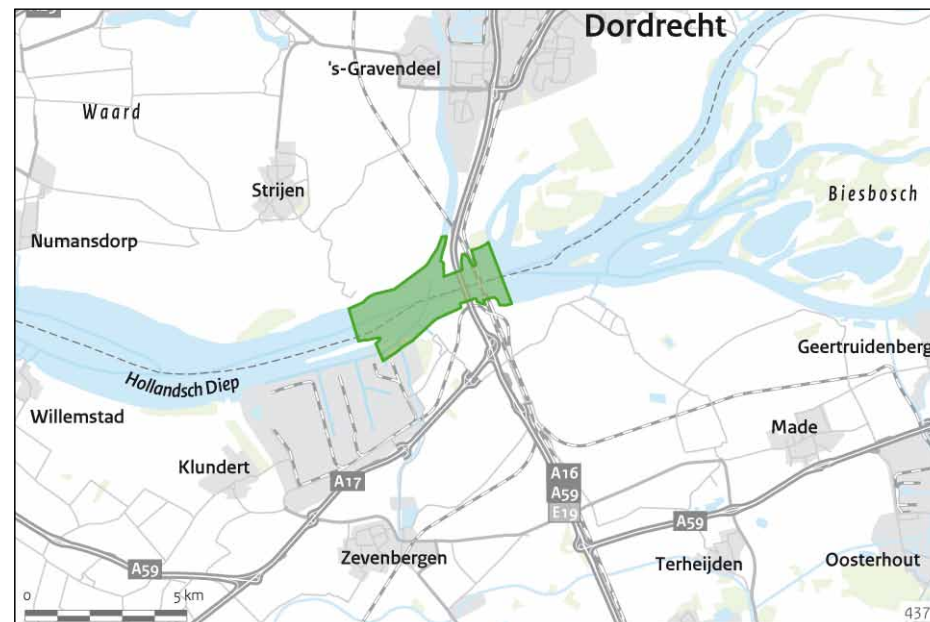 Dordrecht
's-Gravendeel
Waard
Strijen
Biesbosch
Numansdorp
Geertruidenberg
Hollandsch Diep
Willemstad
Made
Klundert
A17
A16
A59
E19
A59
Zevenbergen
Terheijden
Oosterhout
A59
0
5 km
437